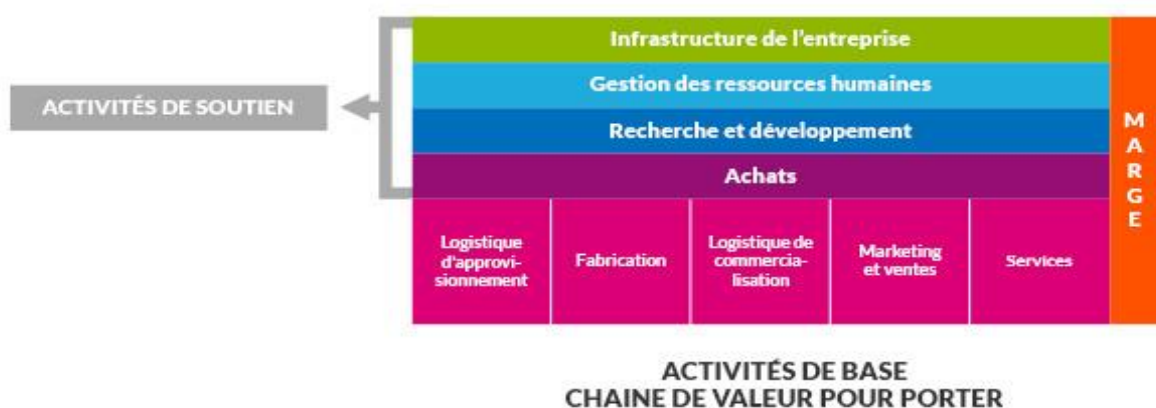 Infrastructure de l'entreprise
Gestion des ressources humaines
ACTIVITÉS DE SOUTIEN
Recherche et développement
Achats
MARGE
Logistique
d'approvi-
sionnement
Fabrication
Logistique de
commercia-
lisation
Marketing
et ventes
Services
ACTIVITÉS DE BASE
CHAINE DE VALEUR POUR PORTER